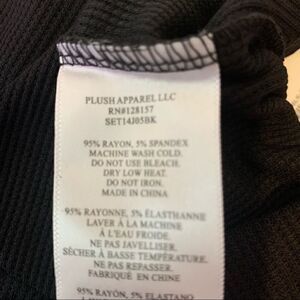 PLUSH APPAREL LLC
RN#128157
SET14J05BK
95% RAYON, 5% SPANDEX
MACHINE WASH COLD.
DO NOT USE BLEACH.
DRY LOW HEAT.
DO NOT IRON.
MADE IN CHINA
95% RAYONNE, 5% ÉLASTHANNE
LAVER À LA MACHINE
À L'EAU FROIDE.
NE PAS JAVELLISER.
SÉCHER À BASSE TEMPÉRATURE.
NE PAS REPASSER.
FABRIQUÉ EN CHINE
95% RAYÓN, 5% ELASTANO